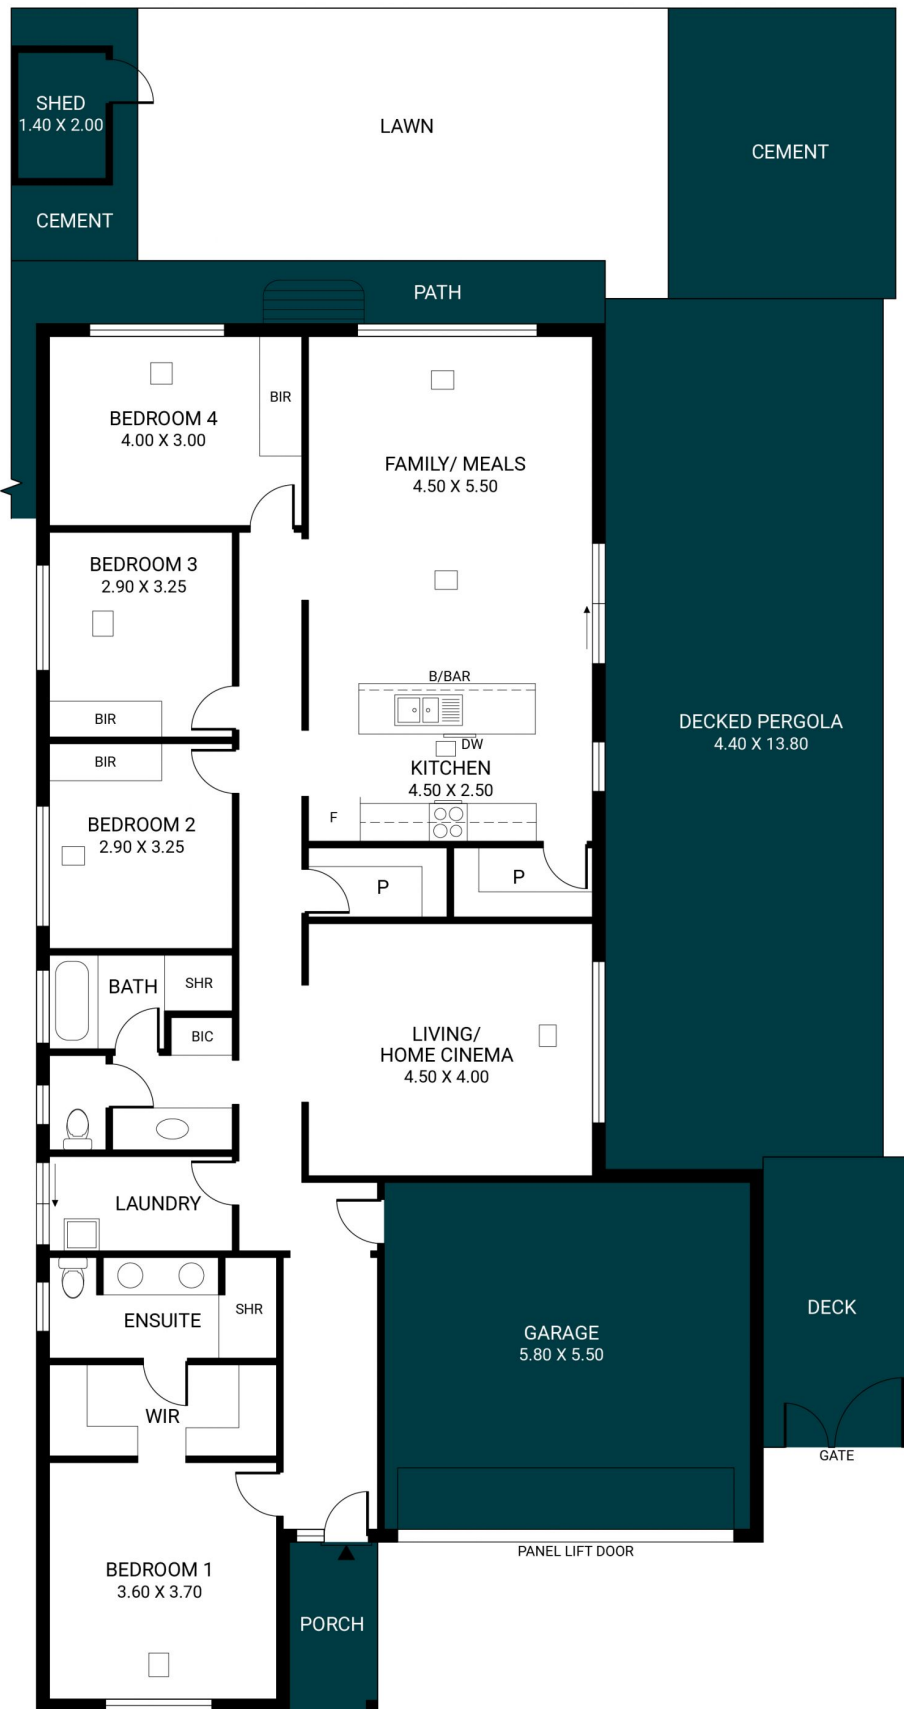 SHED
1.40 X 2.00
LAWN
CEMENT
CEMENT
PATH
BIR
BEDROOM 4
4.00 X 3.00
FAMILY/ MEALS
4.50 X 5.50
BEDROOM 3
2.90 X 3.25
B/BAR
BIR
DECKED PERGOLA
4.40 X 13.80
DW
BIR
KITCHEN
4.50 X 2.50
F
BEDROOM 2
2.90 X 3.25
P
P
BATH
SHR
BIC
LIVING/
HOME CINEMA
4.50 X 4.00
LAUNDRY
SHR
ENSUITE
DECK
GARAGE
5.80 X 5.50
WIR
GATE
PANEL LIFT DOOR
BEDROOM 1
3.60 X 3.70
PORCH